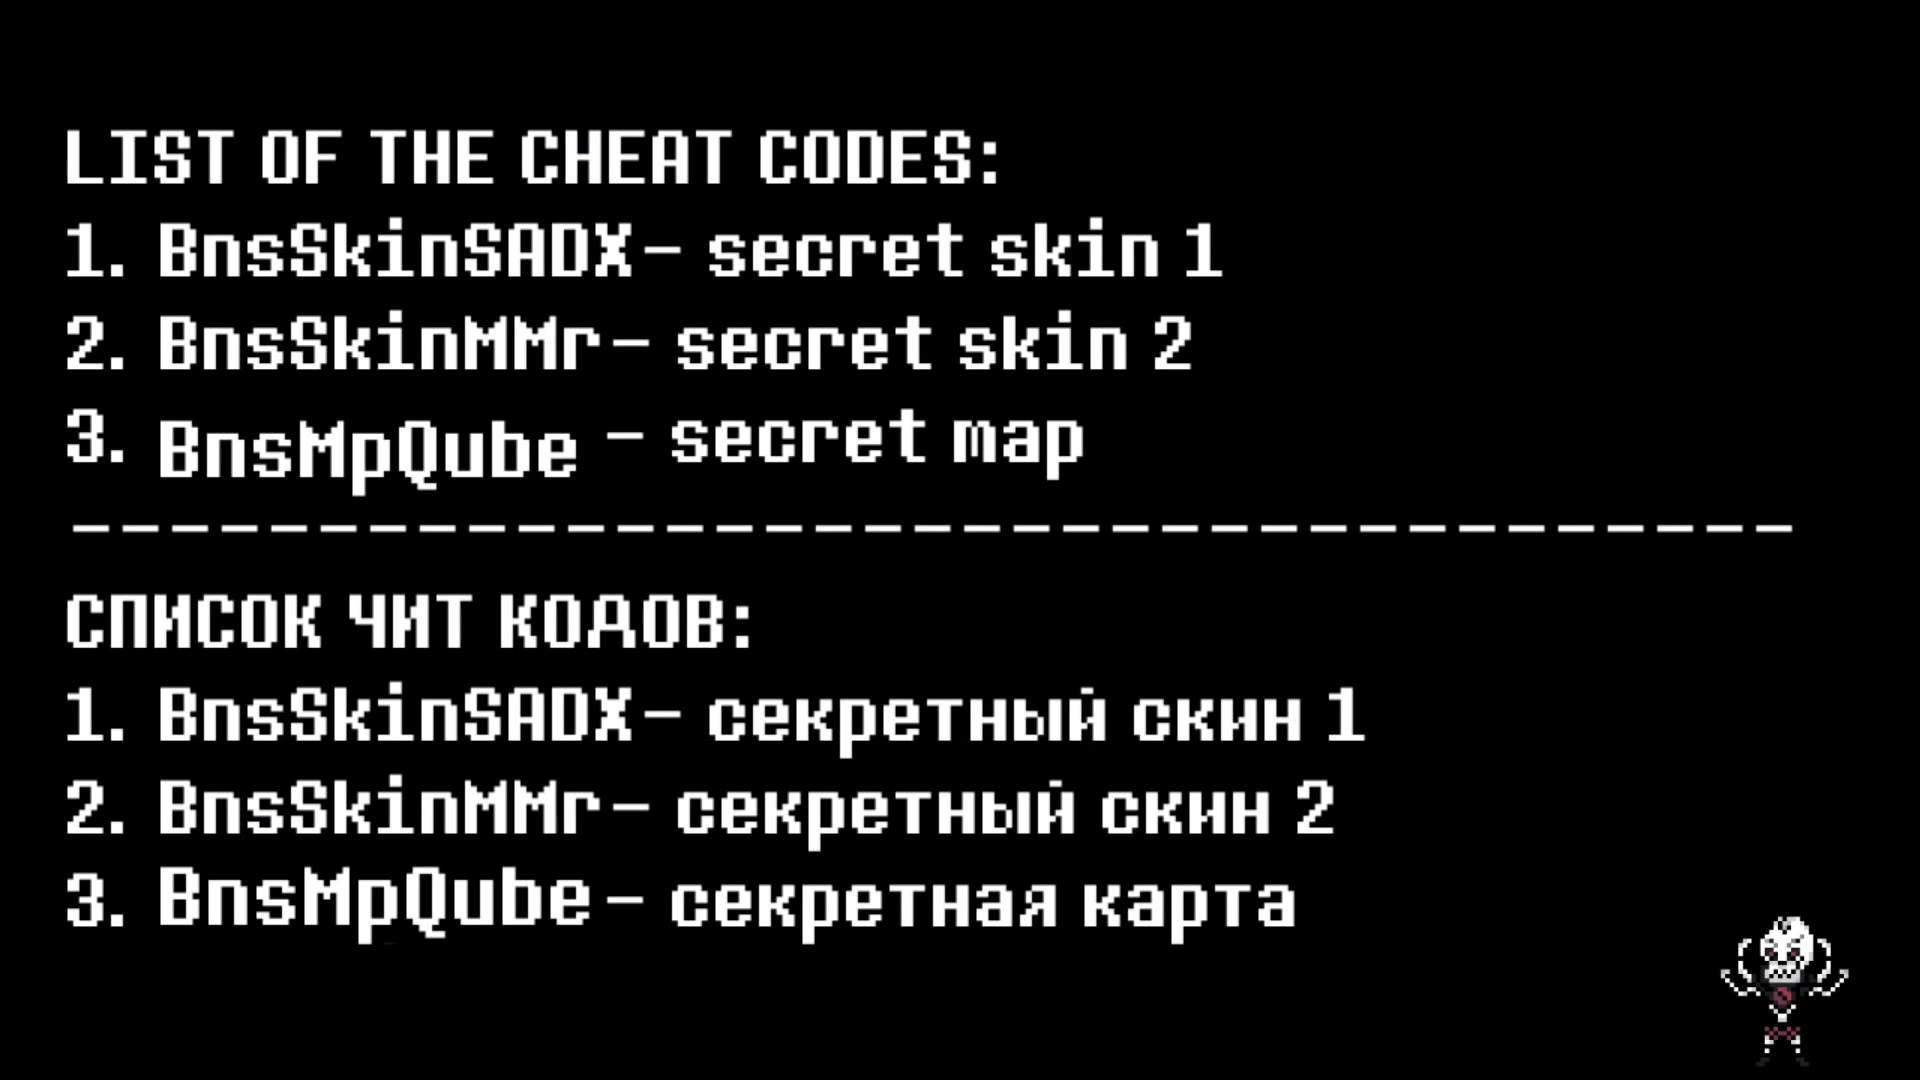 LIST OF THE CHEAT CODES:
1. BnsSkinSADX- secret skin 1
2. BnsSkinMMr- secret skin 2
3. BnsMpQube - secret map
-----------------------------------
СПИСОК ЧИТ КОДОВ:
1. BnsSkinSADX- секретный скин 1
2. BnsSkinMMr- секретный скин 2
3. BnsMpQube- секретная карта